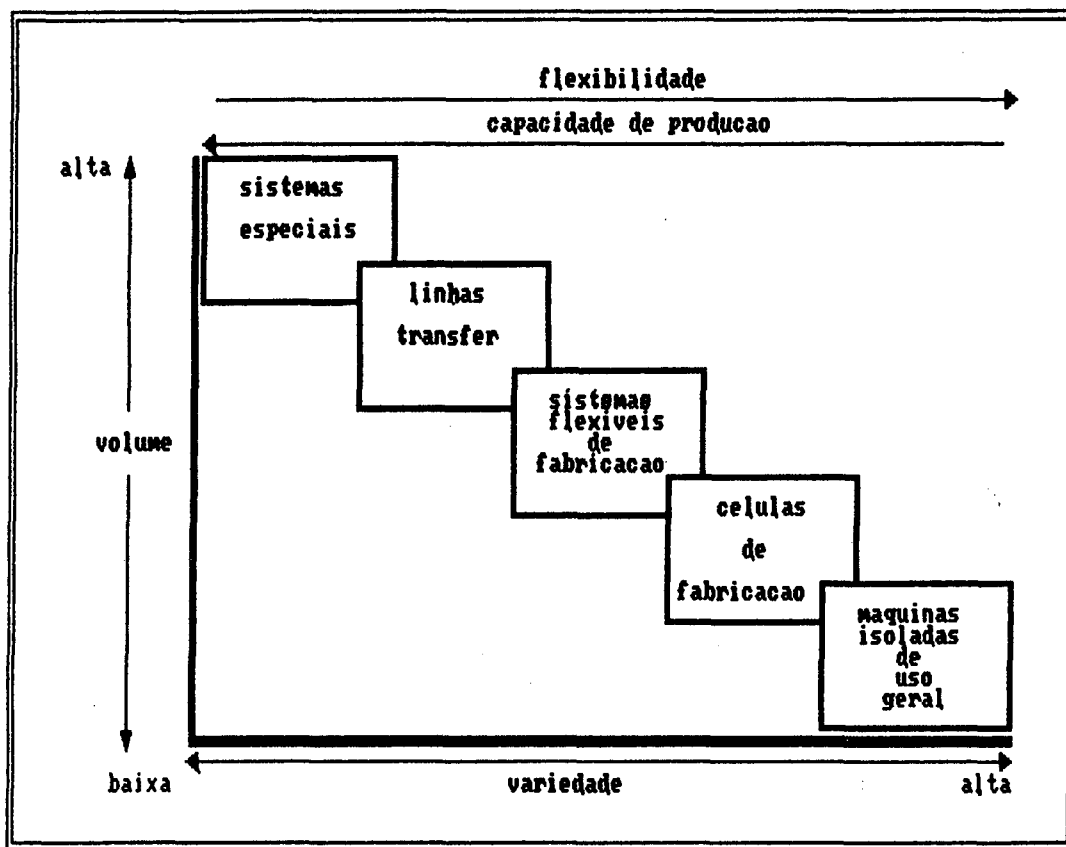 flexibilidade
capacidade de producao
alta
sistemas
especiais
linhas
transfer
sistemas
flexíveis
de
fabricacao
volume
celulas
de
fabricacao
maquinas
isoladas
de
uso
geral
baixa
variedade
alta